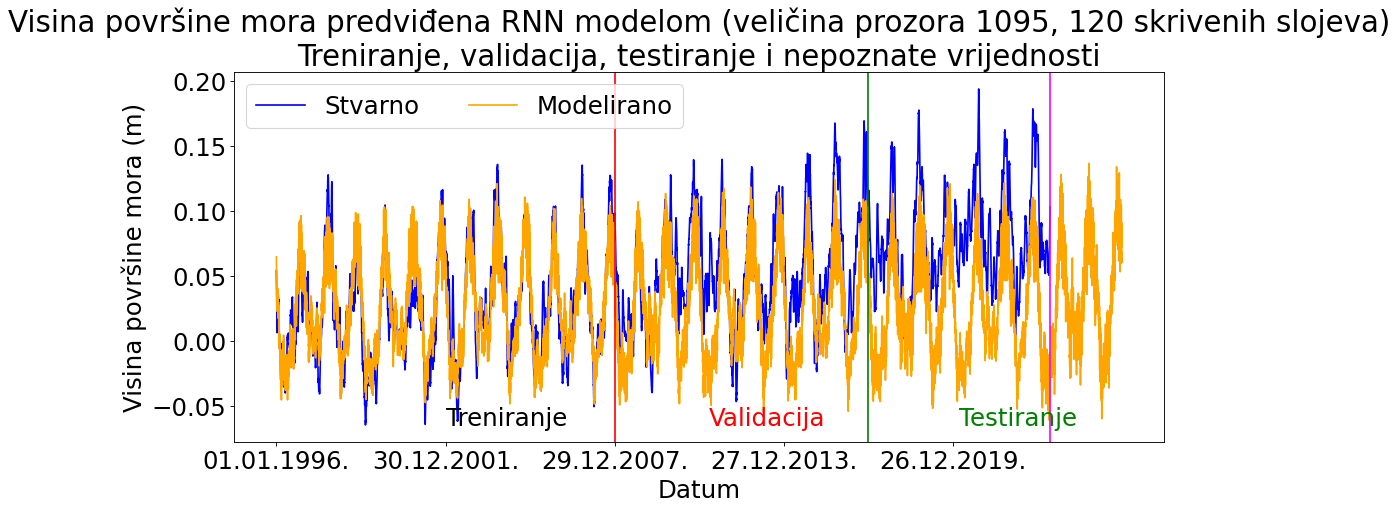 Visina površine mora predviđena RNN modelom (veličina prozora 1095, 120 skrivenih slojeva)
Treniranje, validacija, testiranje i nepoznate vrijednosti
Stvarno
Modelirano
Visina površine mora (m)
0.20
0.15
0.10
0.05
0.00
−0.05
Treniranje
Validacija
Testiranje
01.01.1996.
30.12.2001.
29.12.2007.
27.12.2013.
26.12.2019.
Datum